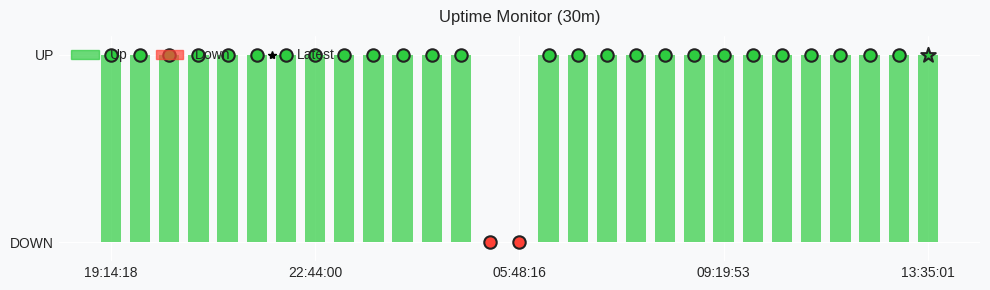 Uptime Monitor (30m)
UP
Up Down Latest
DOWN
19:14:18 22:44:00 05:48:16 09:19:53 13:35:01